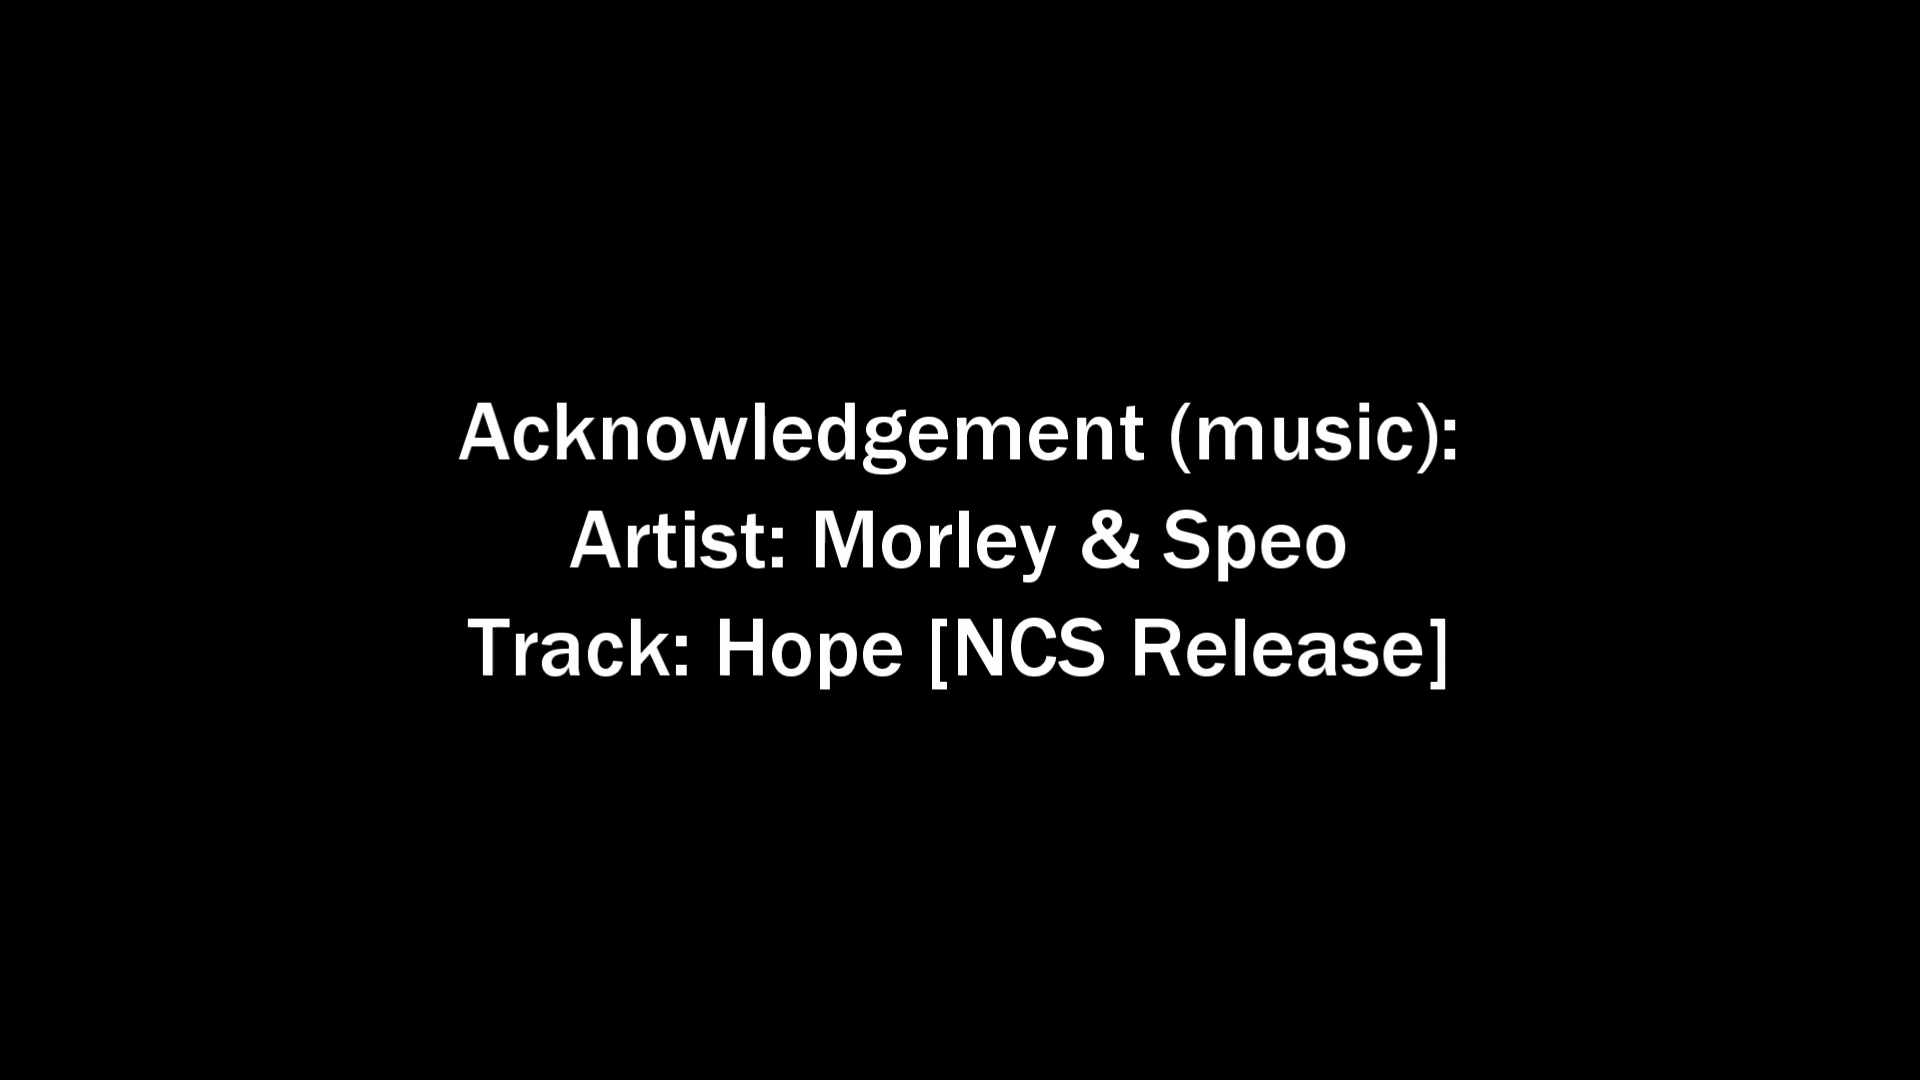 Acknowledgement (music):
Artist: Morley & Speo
Track: Hope [NCS Release]